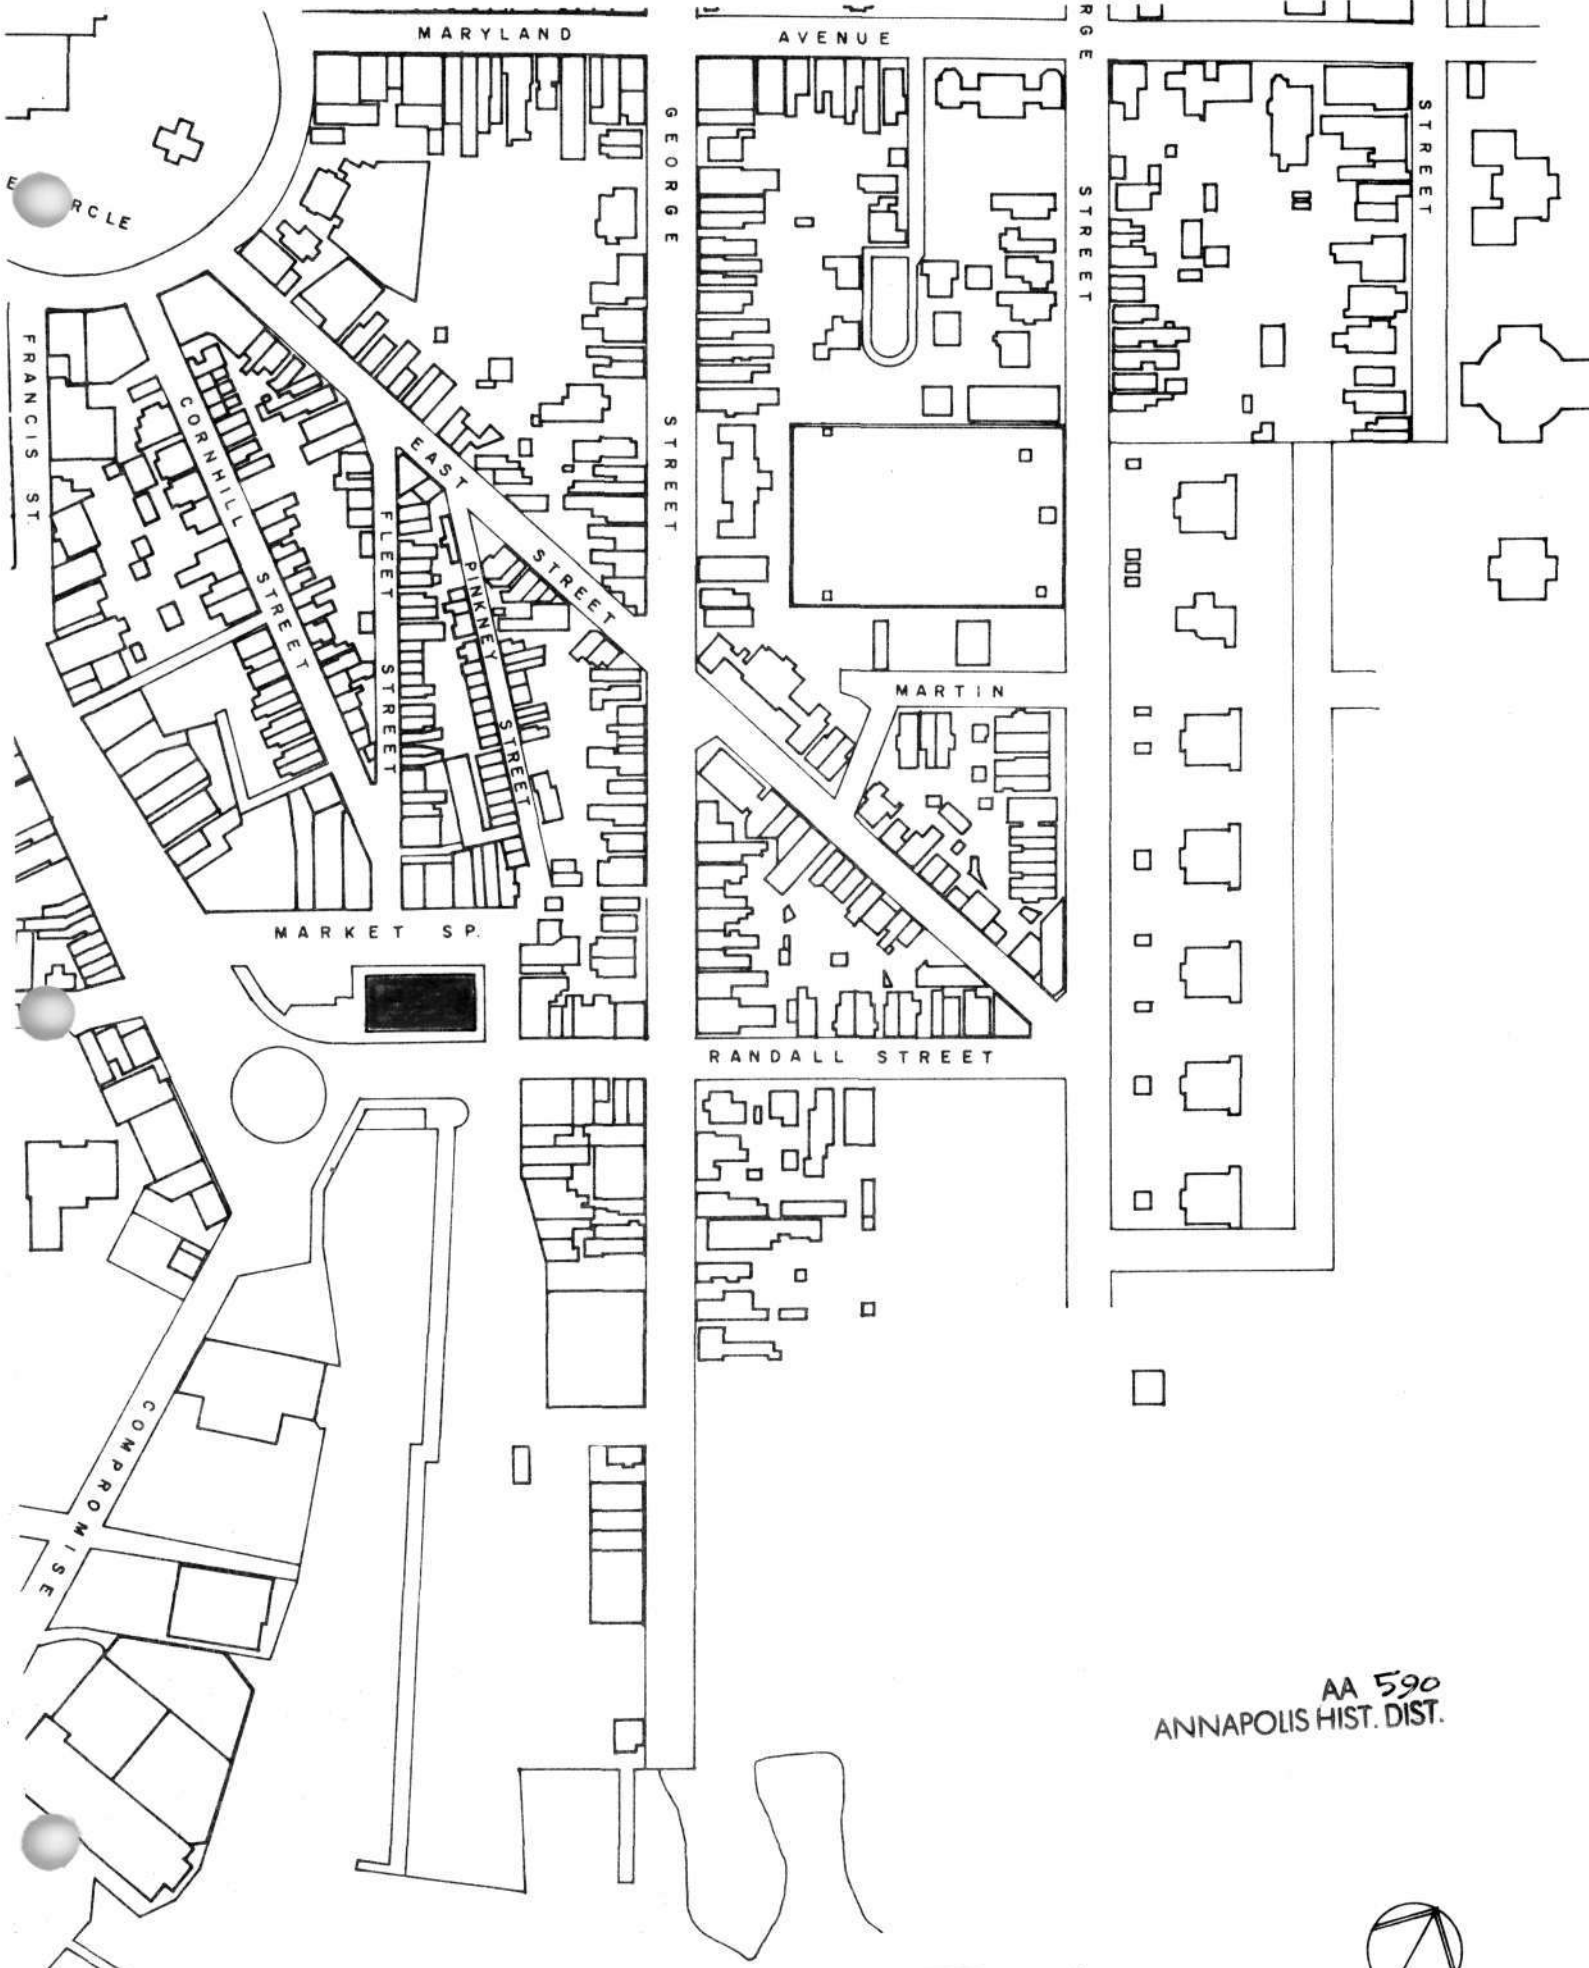 MARYLAND AVENUE
RGE
STREET
GEORGE
STREET
STREET
RCLE
FRANCIS ST.
CORNHILL
STREET
EAST
STREET
FLEET
STREET
PINKNEY
STREET
MARTIN
MARKET SP.
RANDALL STREET
COMPROMISE
AA 590
ANNAPOLIS HIST. DIST.